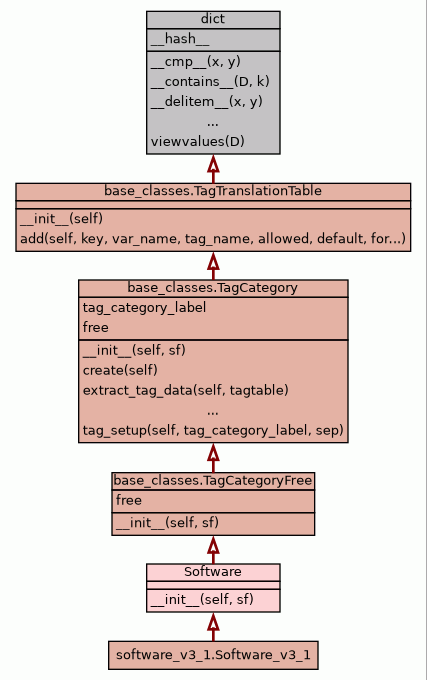 dict
__hash__
__cmp__(x, y)
__contains__(D, k)
__delitem__(x, y)
...
viewvalues(D)
base_classes.TagTranslationTable
__init__(self)
add(self, key, var_name, tag_name, allowed, default, for...)
base_classes.TagCategory
tag_category_label
free
__init__(self, sf)
create(self)
extract_tag_data(self, tagtable)
...
tag_setup(self, tag_category_label, sep)
base_classes.TagCategoryFree
free
__init__(self, sf)
Software
__init__(self, sf)
software_v3_1.Software_v3_1